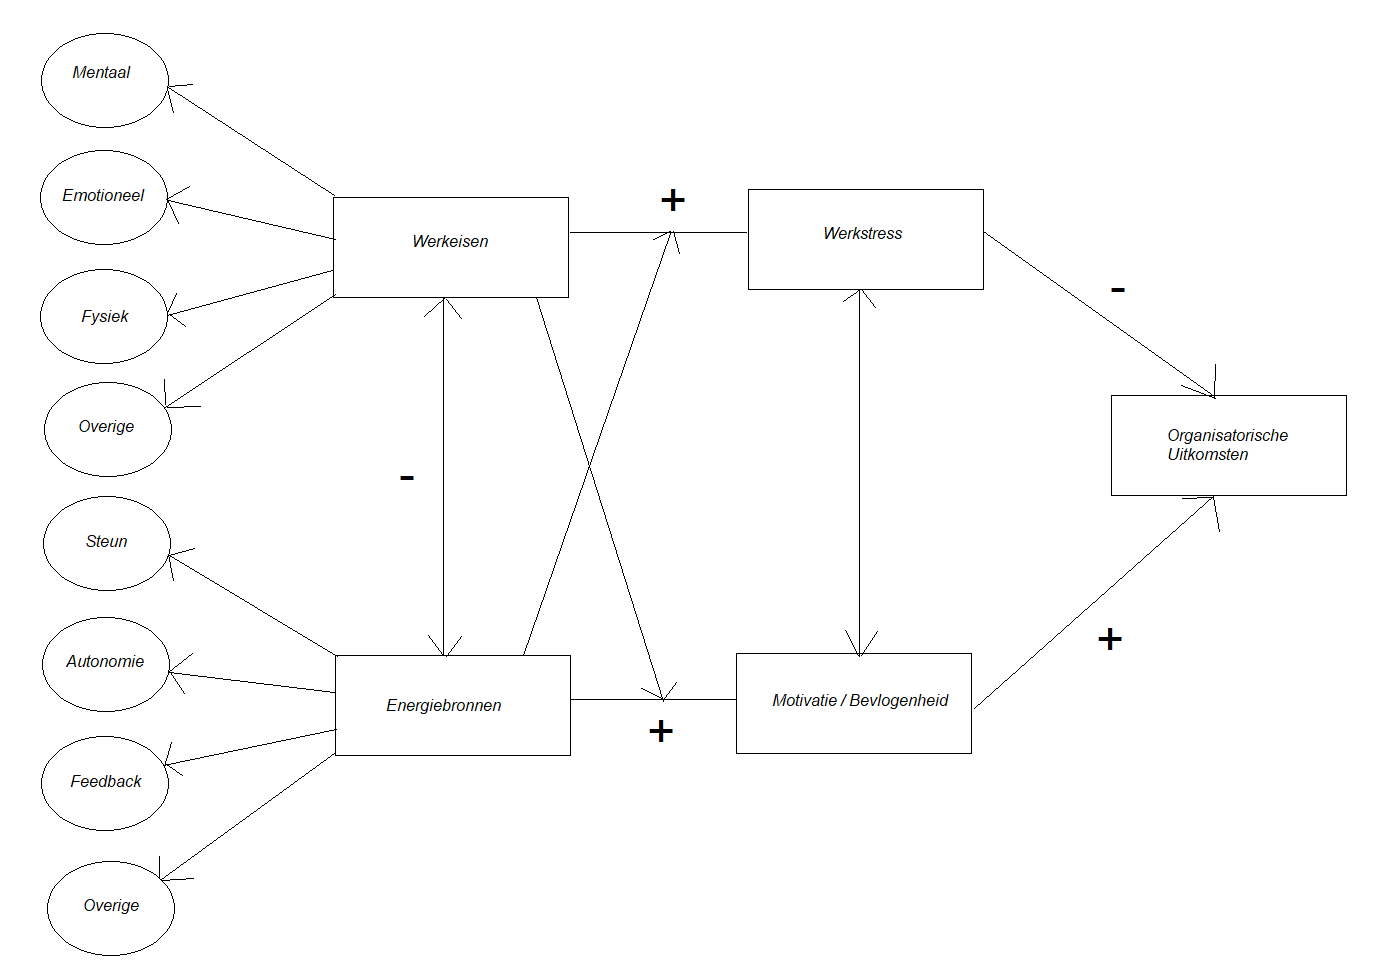 Mentaal
Emotioneel
Fysiek
Overige
Steun
Autonomie
Feedback
Overige
Werkeisen
-
Energiebronnen
+
+
Werkstress
Motivatie / Bevlogenheid
-
+
Organisatorische
Uitkomsten